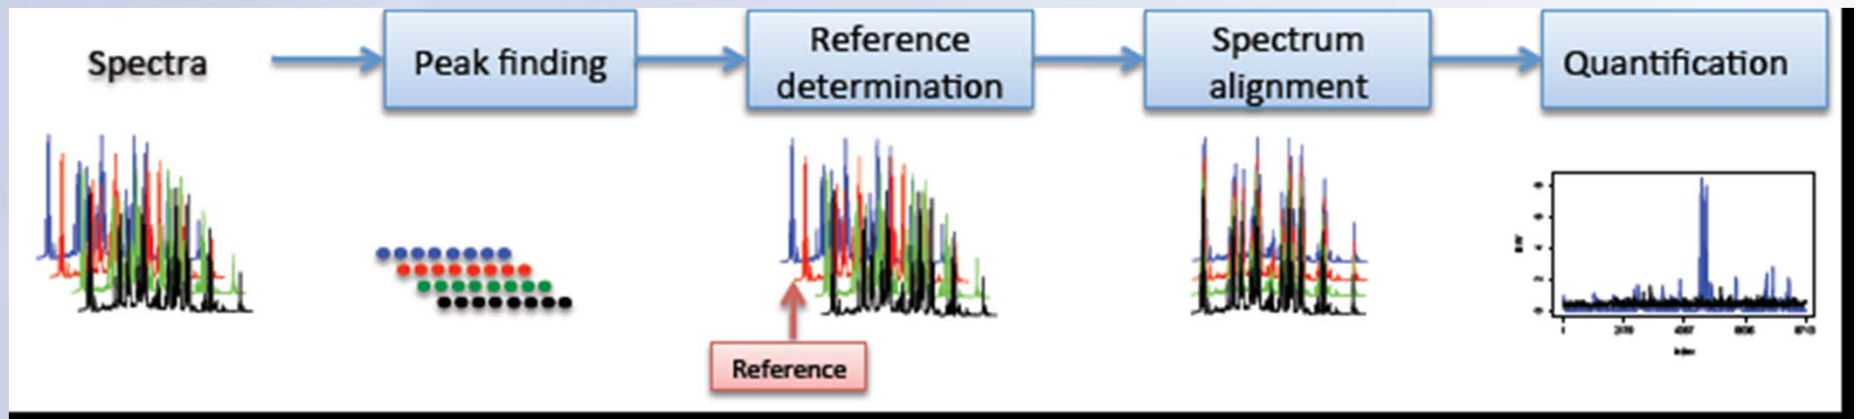 Spectra
Peak finding
Reference
determination
Spectrum
alignment
Quantification
Reference